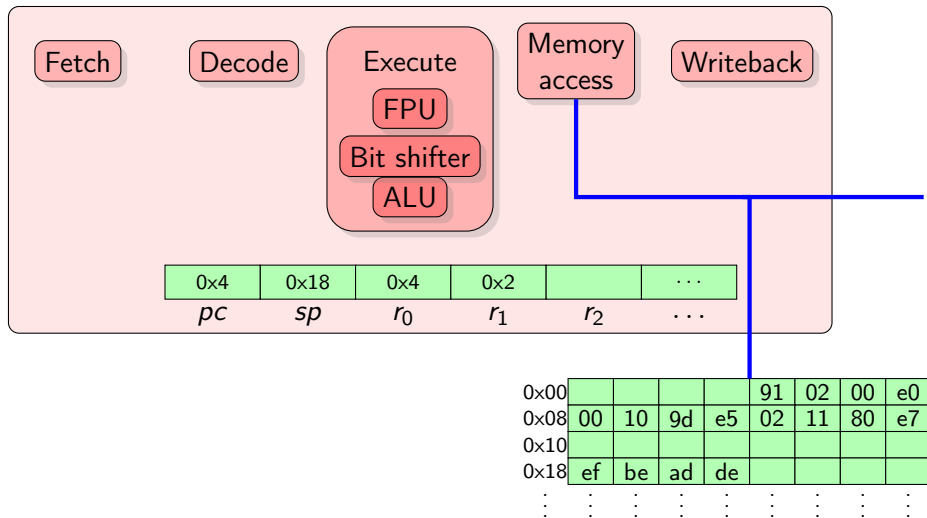 Fetch
Decode
Execute
Memory
access
Writeback
FPU
Bit shifter
ALU
0x4 0x18 0x4 0x2 ...
pc sp r₀ r₁ r₂ ...
0x00 91 02 00 e0
0x08 00 10 9d e5 02 11 80 e7
0x10
0x18 ef be ad de